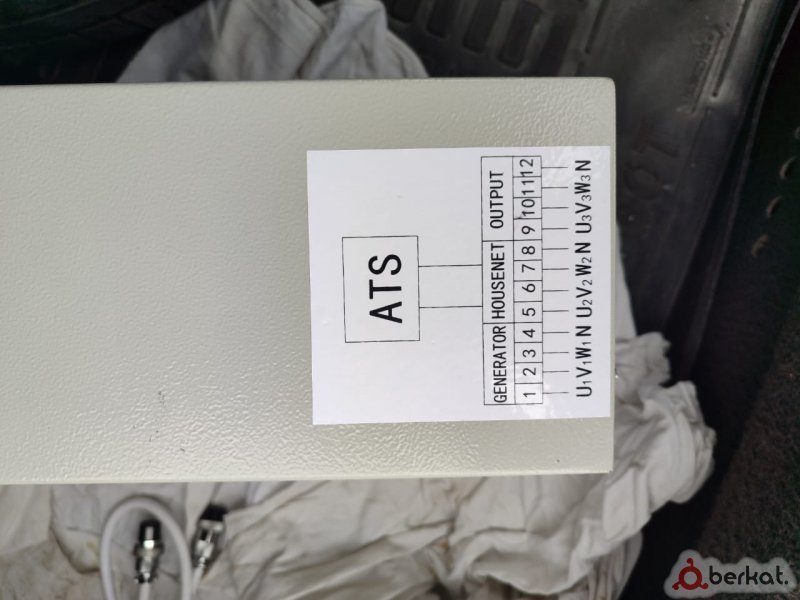 ATS
GENERATOR HOUSENET OUTPUT
1 2 3 4 5 6 7 8 9 10 11 12
U1 V1 W1 N U2 V2 W2 N U3 V3 W3 N
berkat.